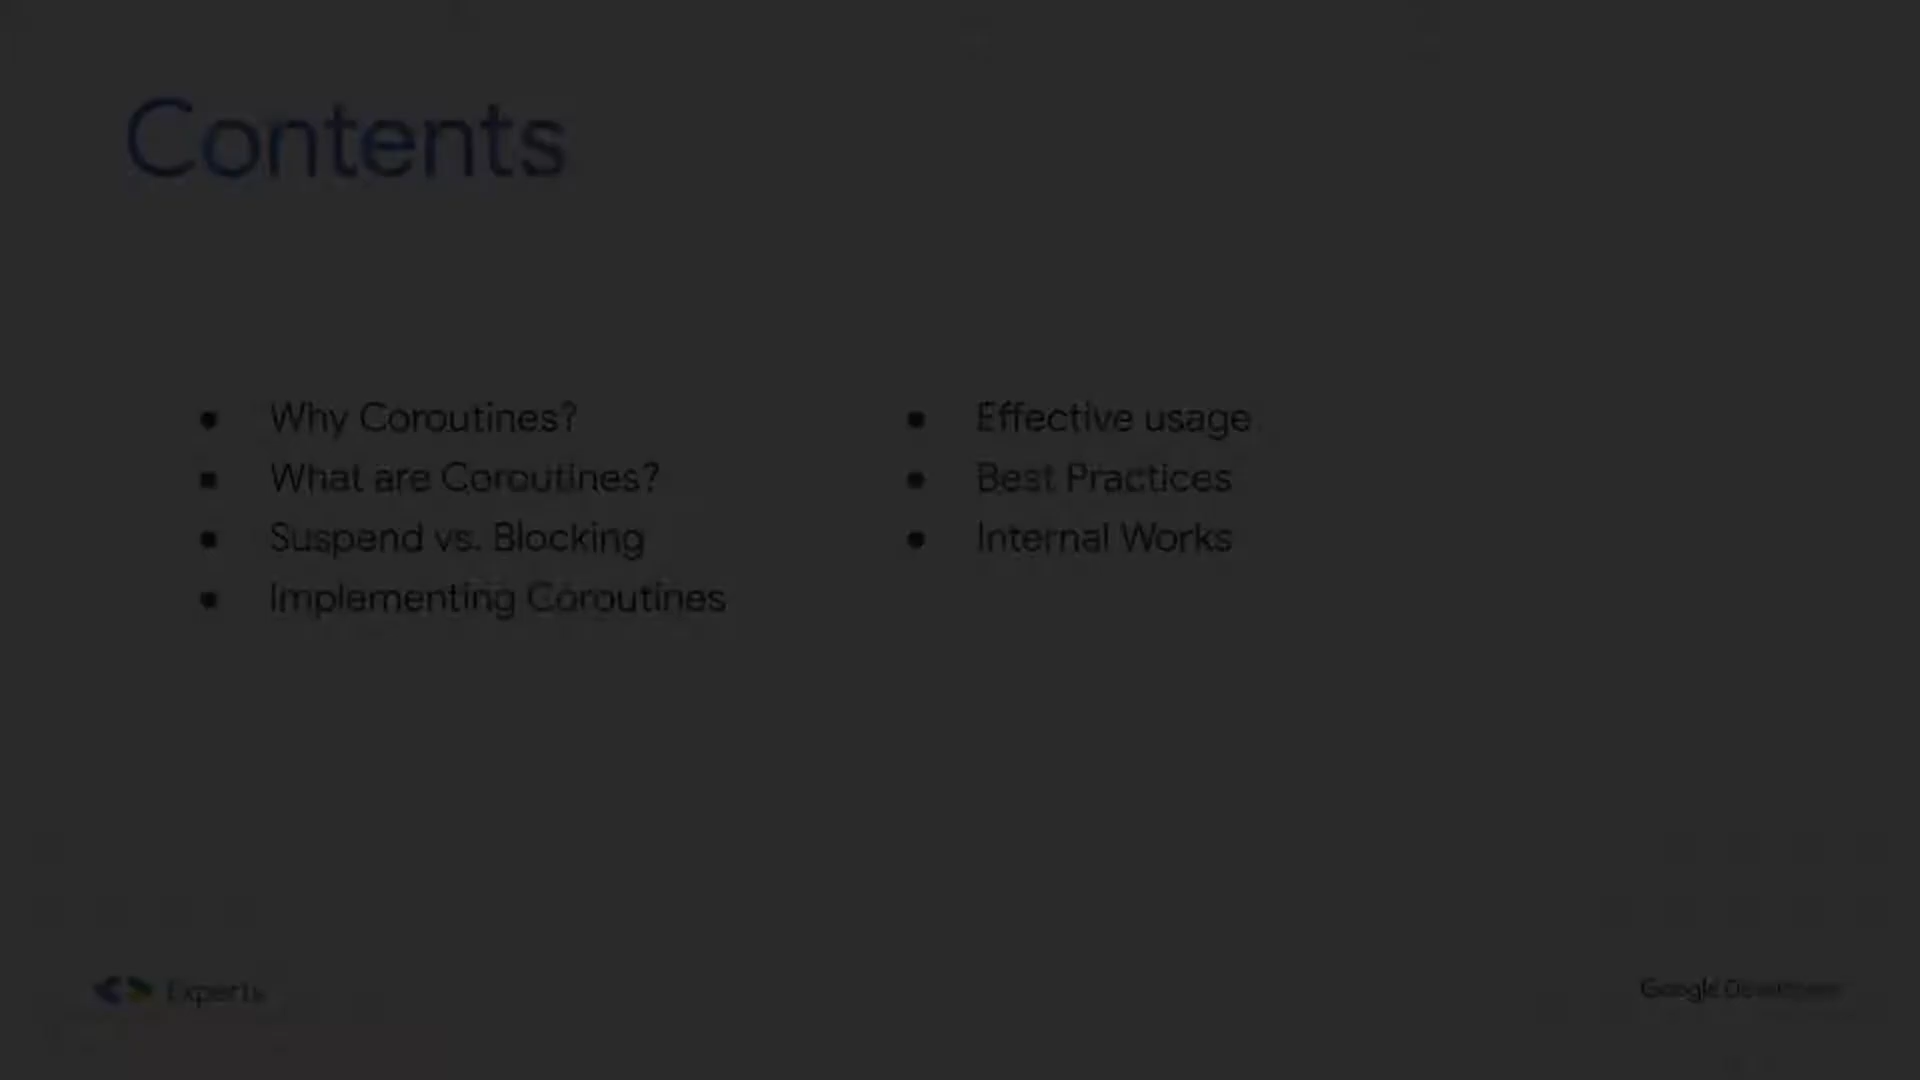 Contents
• Why Coroutines?
• What are Coroutines?
• Suspend vs. Blocking
• Implementing Coroutines
• Effective usage
• Best Practices
• Internal Works
Experts
Google Developers